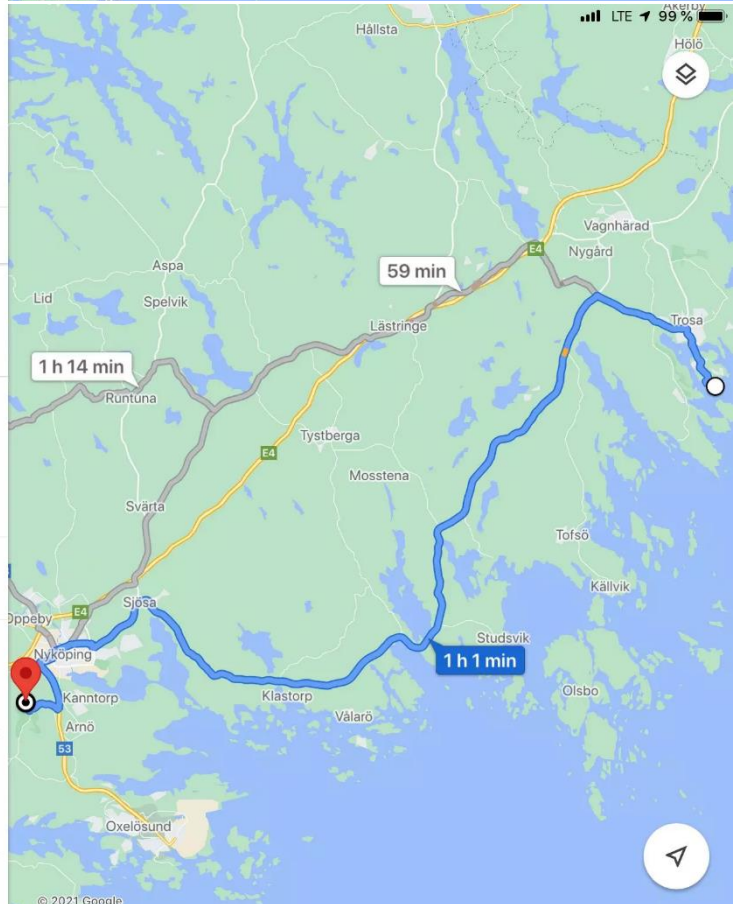 Åkerby
LTE 99 %
Hållsta
Hölö
Vagnhärad
E4
Nygård
Aspa
59 min
Lid
Spelvik
Trosa
Lästringe
1 h 14 min
Runtuna
Tystberga
E4
Mosstena
Svärta
Tofsö
Källvik
Sjösa
E4
Oppeby
Studsvik
Nyköping
1 h 1 min
Klastorp
Kanntorp
Olsbo
Vålarö
Arnö
53
Oxelösund
© 2021 Google